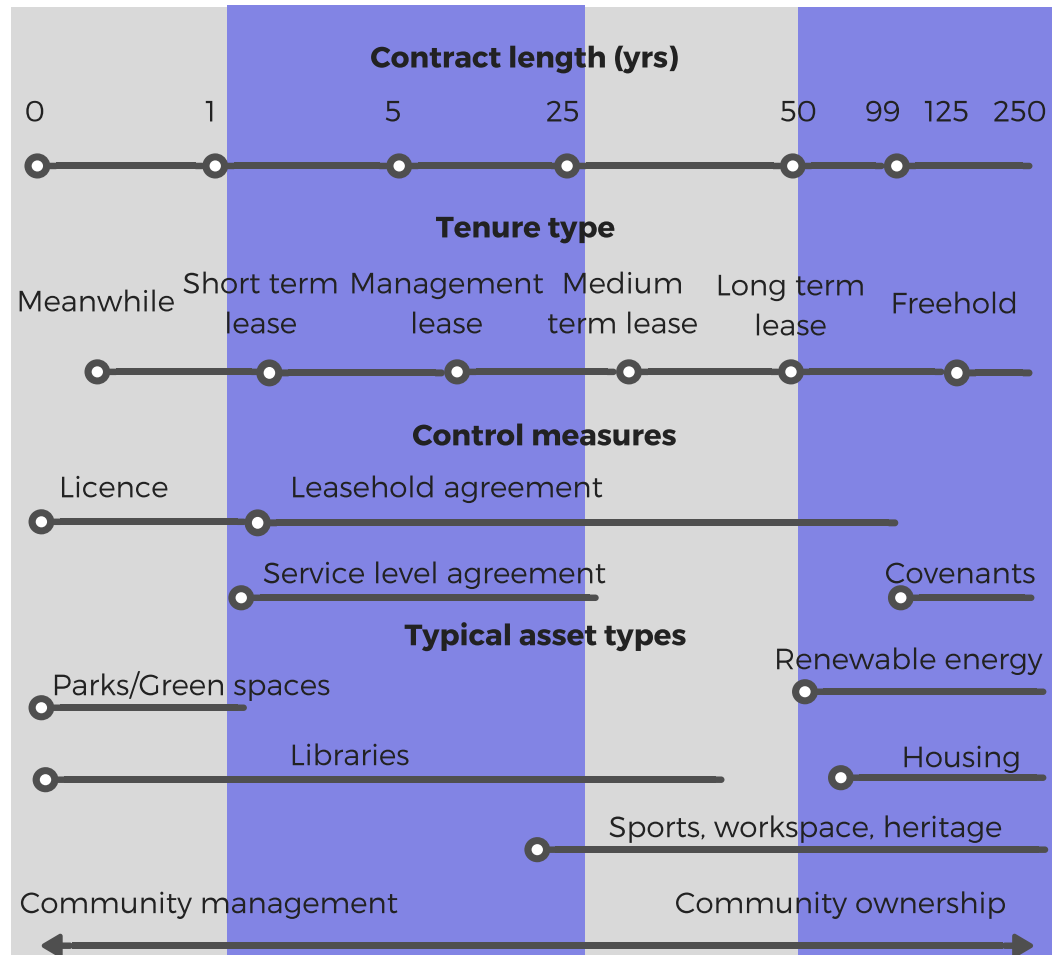 Contract length (yrs)
0 1 5 25 50 99 125 250
Tenure type
Meanwhile
Short term
lease
Management
lease
Medium
term lease
Long term
lease
Freehold
Control measures
Licence
Leasehold agreement
Service level agreement
Covenants
Typical asset types
Renewable energy
Parks/Green spaces
Libraries
Housing
Sports, workspace, heritage
Community management
Community ownership